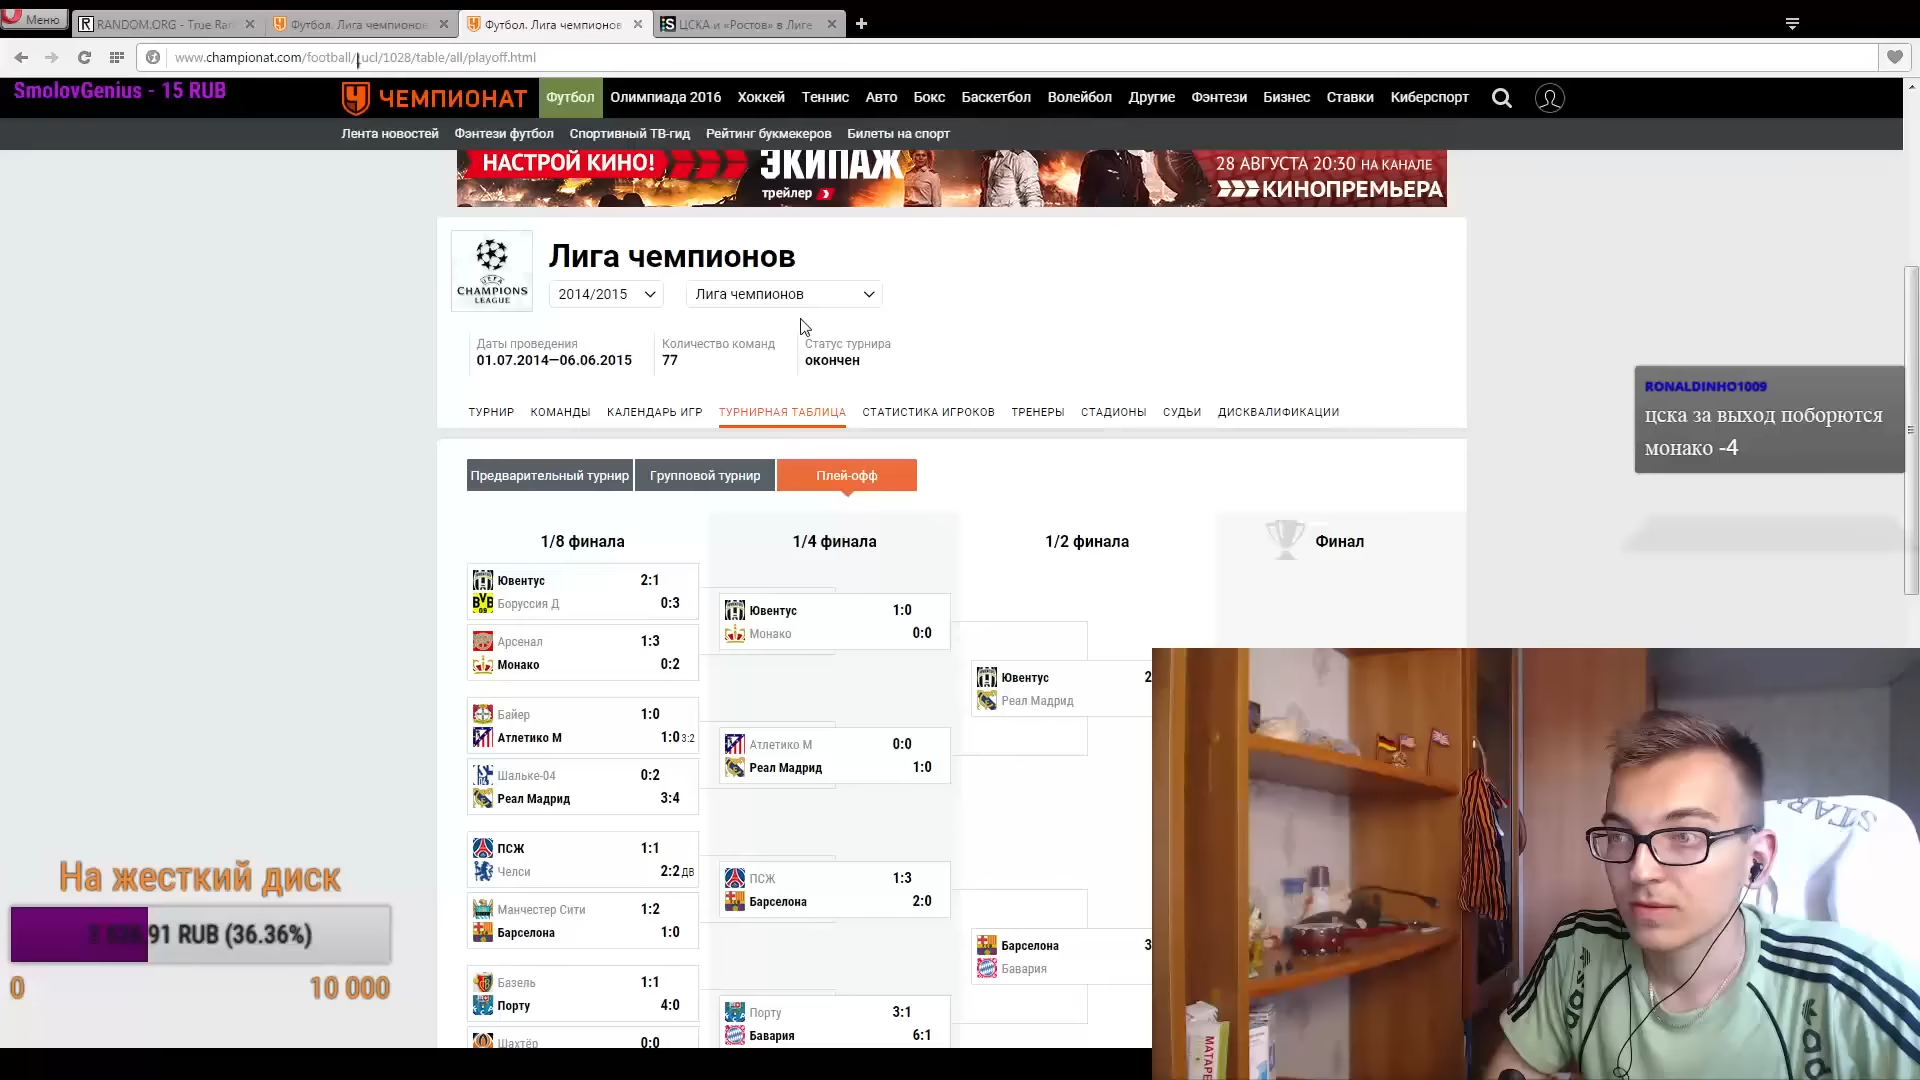 Меню
RANDOM.ORG - True Ran
Футбол. Лига чемпионов
Футбол. Лига чемпионов
ЦСКА и «Ростов» в Лиге
www.championat.com/football/_ucl/1028/table/all/playoff.html
SmolovGenius - 15 RUB
ЧЕМПИОНАТ
Футбол Олимпиада 2016 Хоккей Теннис Авто Бокс Баскетбол Волейбол Другие Фэнтези Бизнес Ставки Киберспорт
Лента новостей Фэнтези футбол Спортивный ТВ-гид Рейтинг букмекеров Билеты на спорт
НАСТРОЙ КИНО!
ЭКИПАЖ
трейлер
28 АВГУСТА 20:30 НА КАНАЛЕ
КИНОПРЕМЬЕРА
UEFA
CHAMPIONS
LEAGUE
Лига чемпионов
2014/2015 Лига чемпионов
Даты проведения Количество команд Статус турнира
01.07.2014—06.06.2015 77 окончен
ТУРНИР КОМАНДЫ КАЛЕНДАРЬ ИГР ТУРНИРНАЯ ТАБЛИЦА СТАТИСТИКА ИГРОКОВ ТРЕНЕРЫ СТАДИОНЫ СУДЬИ ДИСКВАЛИФИКАЦИИ
Предварительный турнир Групповой турнир Плей-офф
1/8 финала 1/4 финала 1/2 финала Финал
Ювентус 2:1
BVB 09 Боруссия Д 0:3
Арсенал 1:3
Монако 0:2
Байер 1:0
Атлетико М 1:0 3:2
Шальке-04 0:2
Реал Мадрид 3:4
ПСЖ 1:1
Челси 2:2 ДВ
Манчестер Сити 1:2
Барселона 1:0
Базель 1:1
Порту 4:0
Шахтёр 0:0
Ювентус 1:0
Монако 0:0
Атлетико М 0:0
Реал Мадрид 1:0
ПСЖ 1:3
Барселона 2:0
Порту 3:1
Бавария 6:1
Ювентус 2
Реал Мадрид
Барселона 3
Бавария
RONALDINHO1009
цска за выход поборются
монако -4
На жесткий диск
91 RUB (36.36%)
0 10 000
STAR
adidas
МАТАРЕ